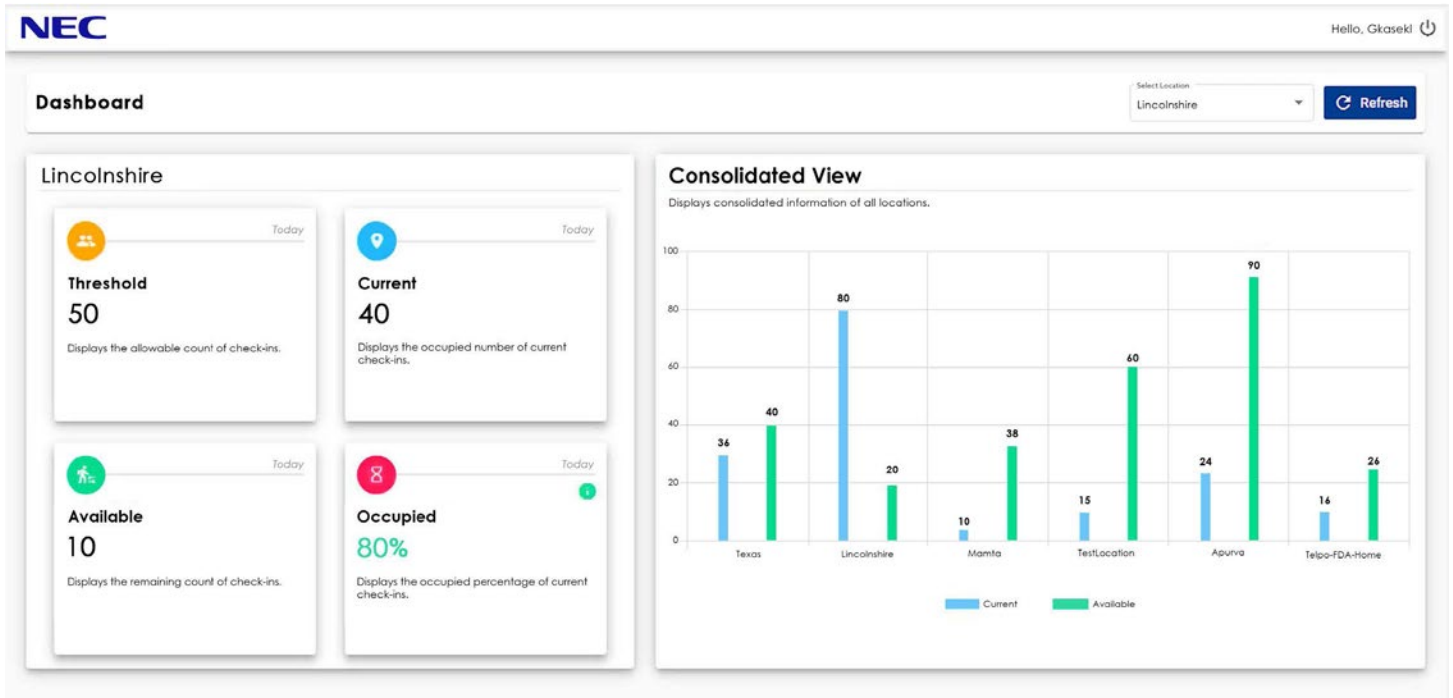 NEC
Hello, Gkasekl
Dashboard
Select Location
Lincolnshire
Refresh
Lincolnshire
Today
Threshold
50
Displays the allowable count of check-ins.
Today
Current
40
Displays the occupied number of current
check-ins.
Today
Available
10
Displays the remaining count of check-ins.
Today
Occupied
80%
Displays the occupied percentage of current
check-ins.
Consolidated View
Displays consolidated information of all locations.
100
80
60
40
20
0
36
40
80
20
10
38
15
60
24
90
16
26
Texas
Lincolnshire
Mamta
TestLocation
Apurva
Telpo-FDA-Home
Current
Available